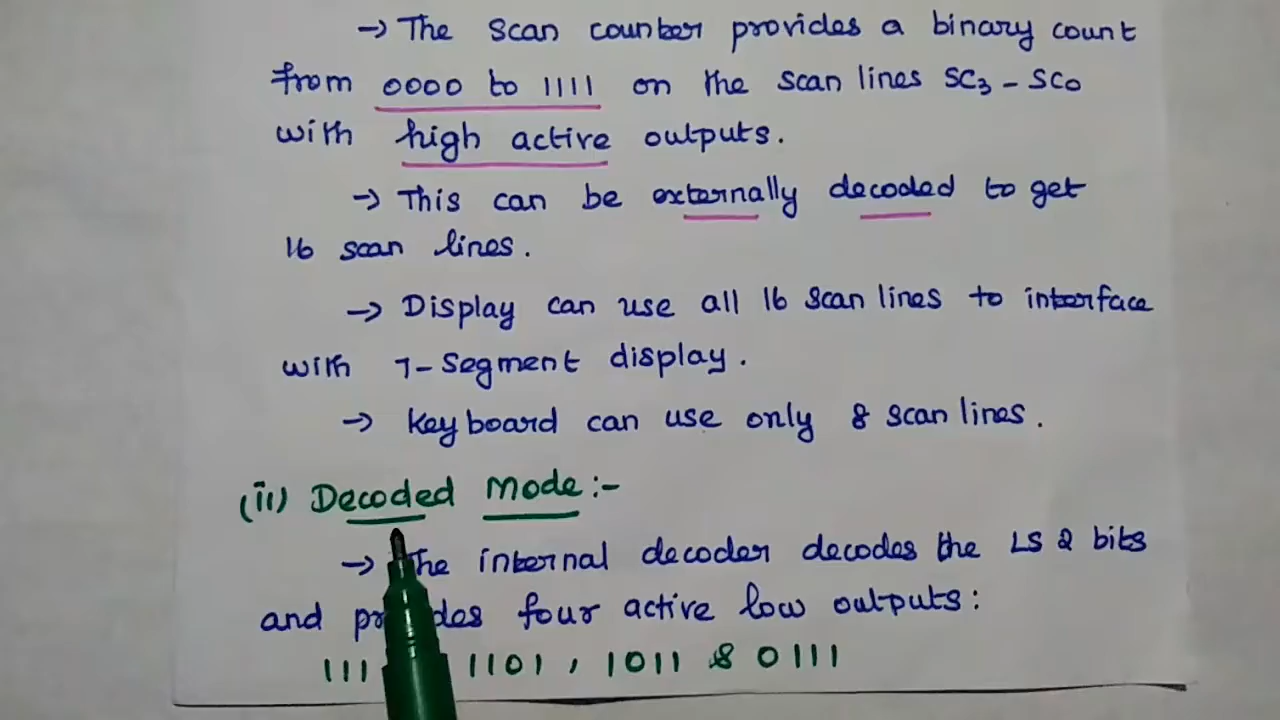 → The scan counter provides a binary count
from 0000 to 1111 on the scan lines SC3 - SC0
with high active outputs.
→ This can be externally decoded to get
16 scan lines.
→ Display can use all 16 scan lines to interface
with 7-Segment display.
→ Keyboard can use only 8 scan lines.
(ii) Decoded Mode:-
→ The internal decoder decodes the LS 2 bits
and provides four active low outputs:
111 1101, 1011 & 0111